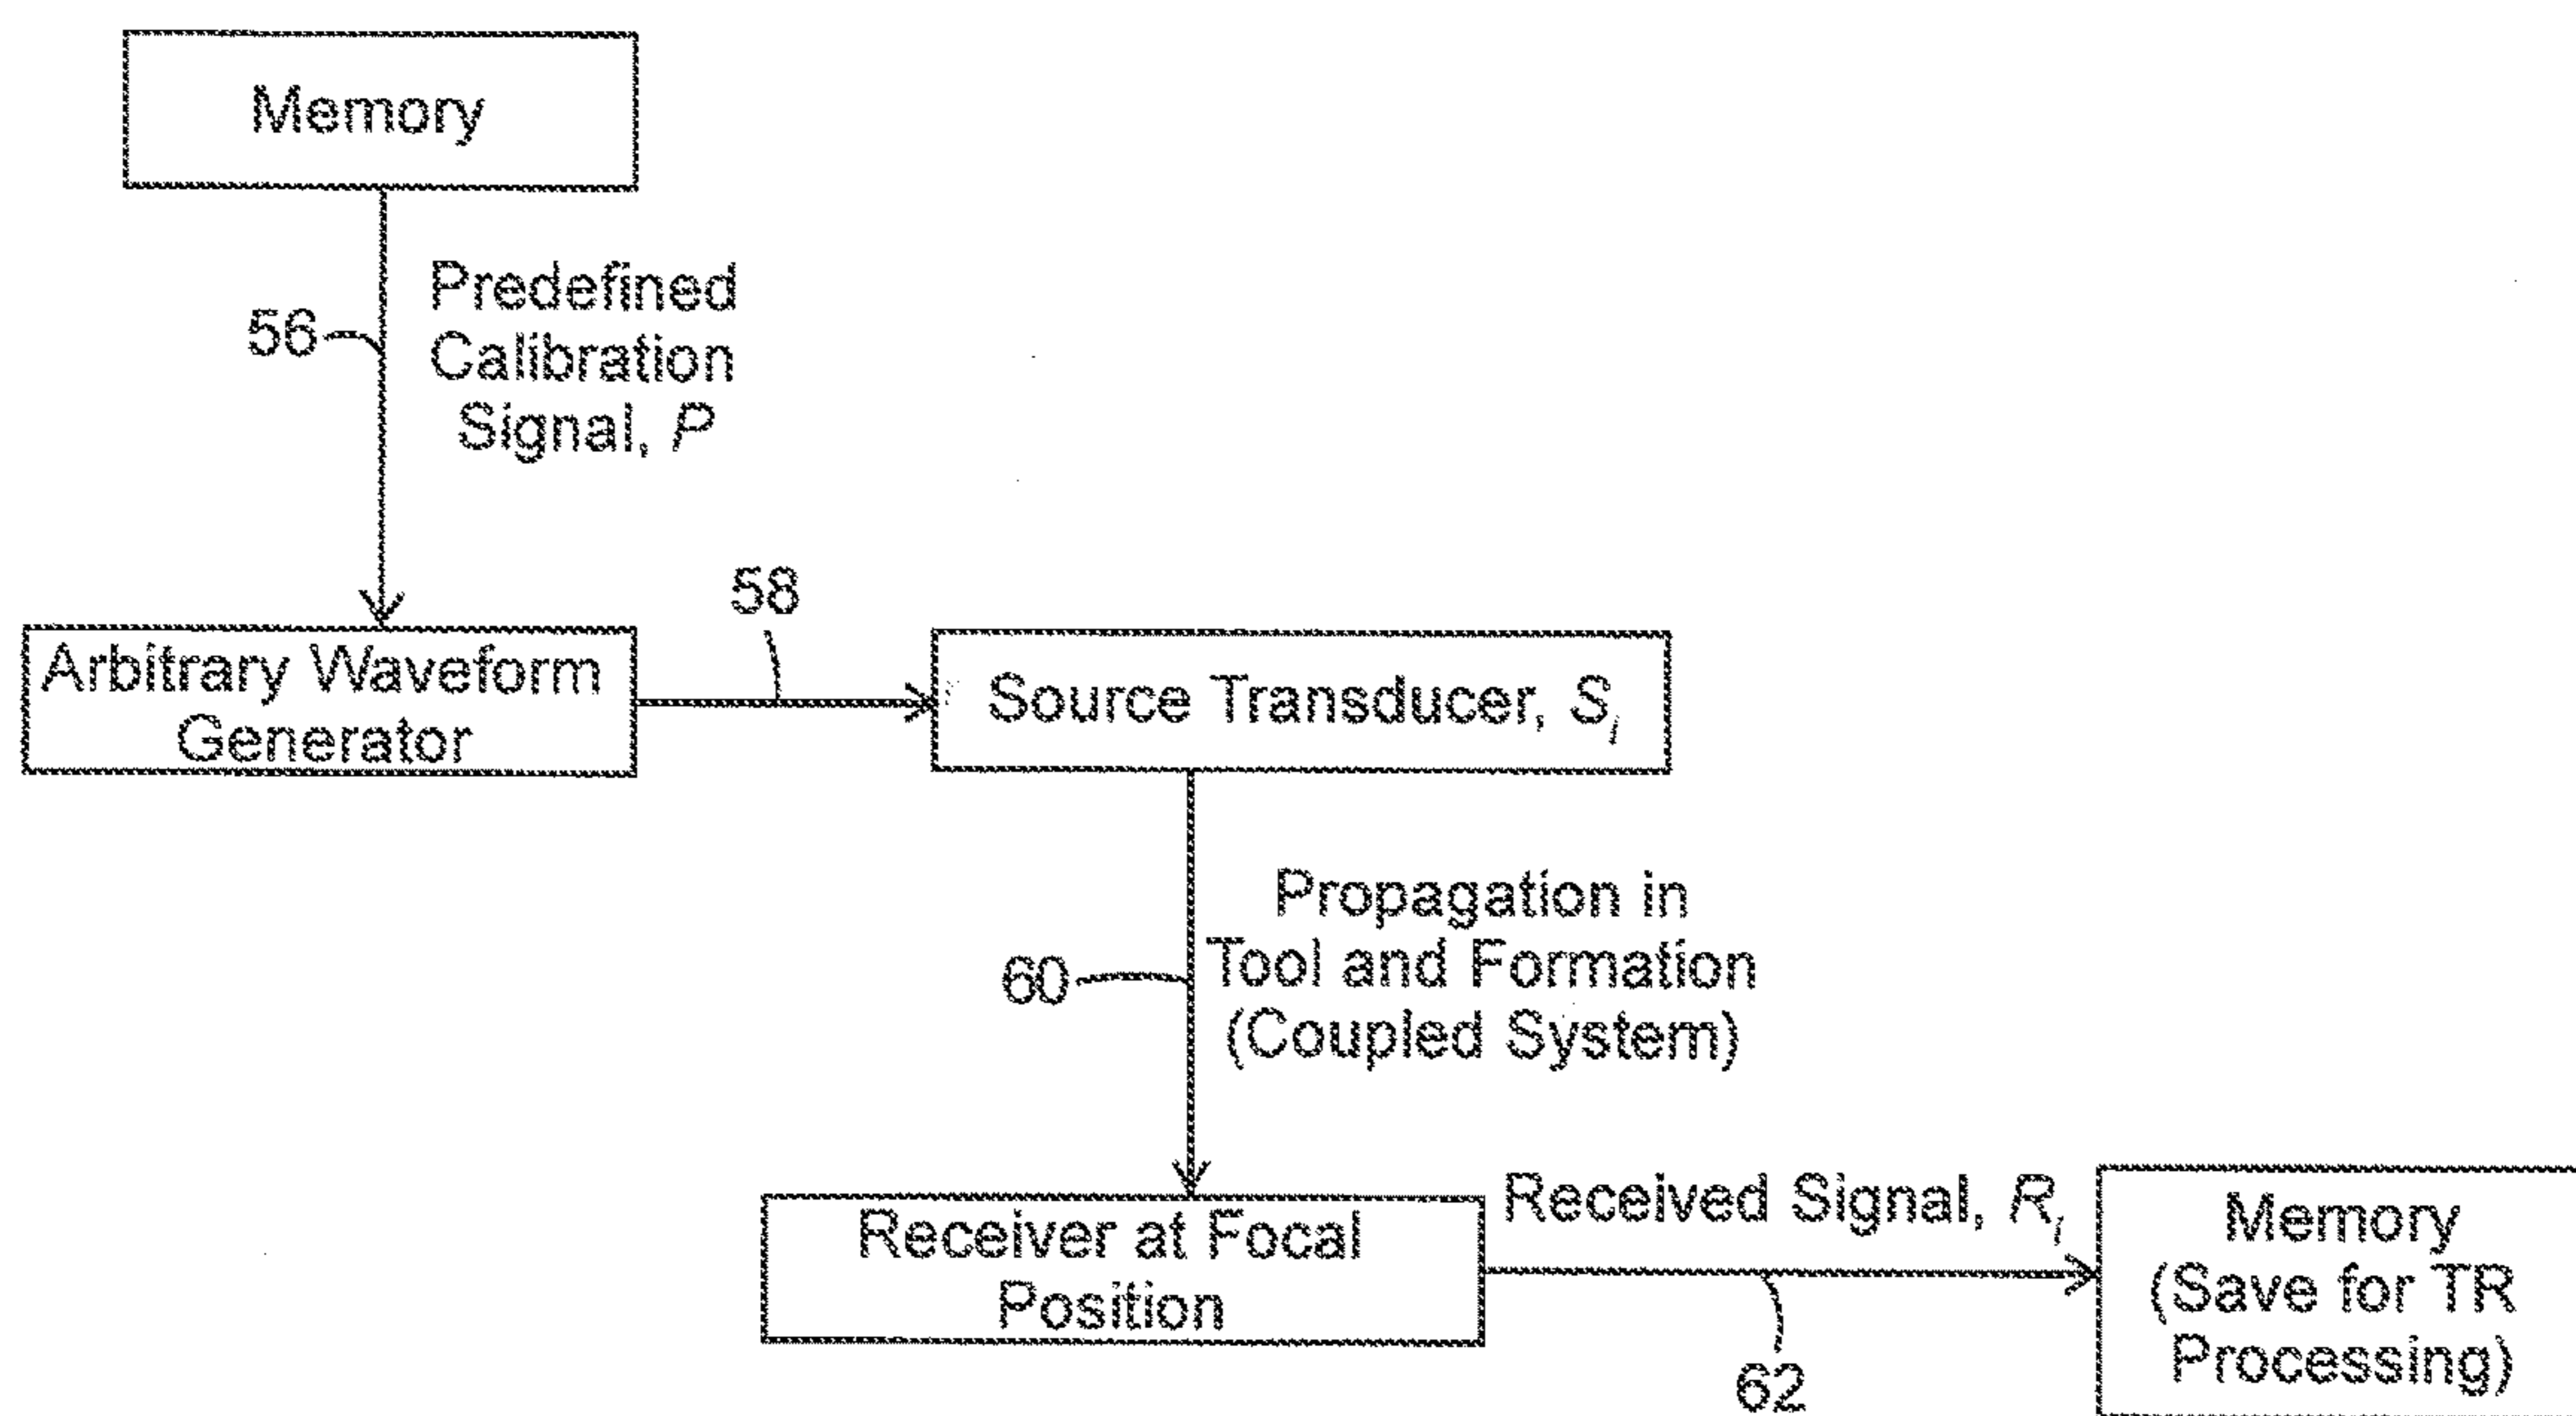 Memory
56
Predefined
Calibration
Signal, P
Arbitrary Waveform
Generator
58
Source Transducer, Si
60
Propagation in
Tool and Formation
(Coupled System)
Receiver at Focal
Position
Received Signal, Ri
62
Memory
(Save for TR
Processing)